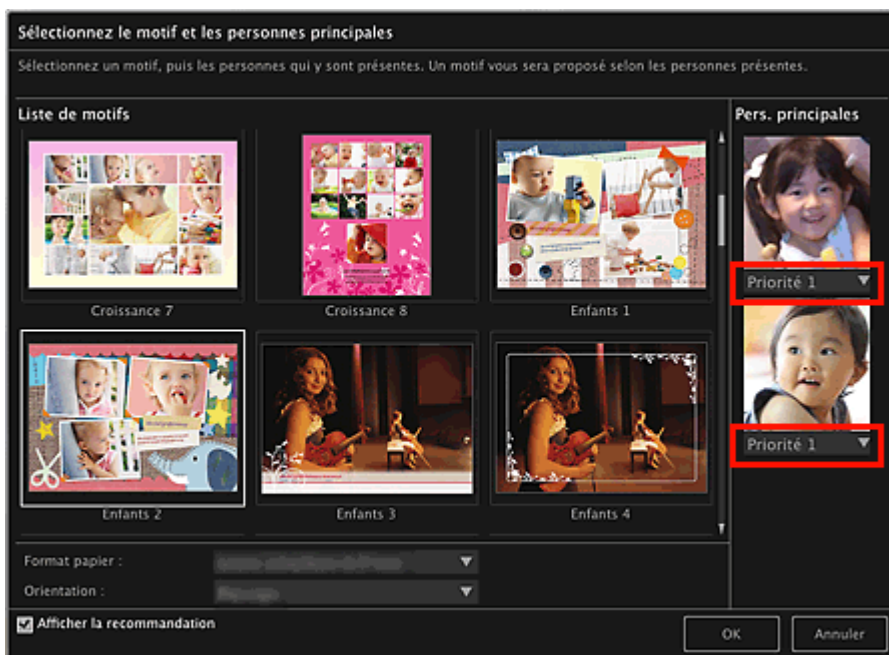 Sélectionnez le motif et les personnes principales
Sélectionnez un motif, puis les personnes qui y sont présentes. Un motif vous sera proposé selon les personnes présentes.
Liste de motifs
Pers. principales
Croissance 7
Croissance 8
Enfants 1
Priorité 1
Enfants 2
Enfants 3
Enfants 4
Priorité 1
Format papier :
Orientation :
Afficher la recommandation
OK
Annuler